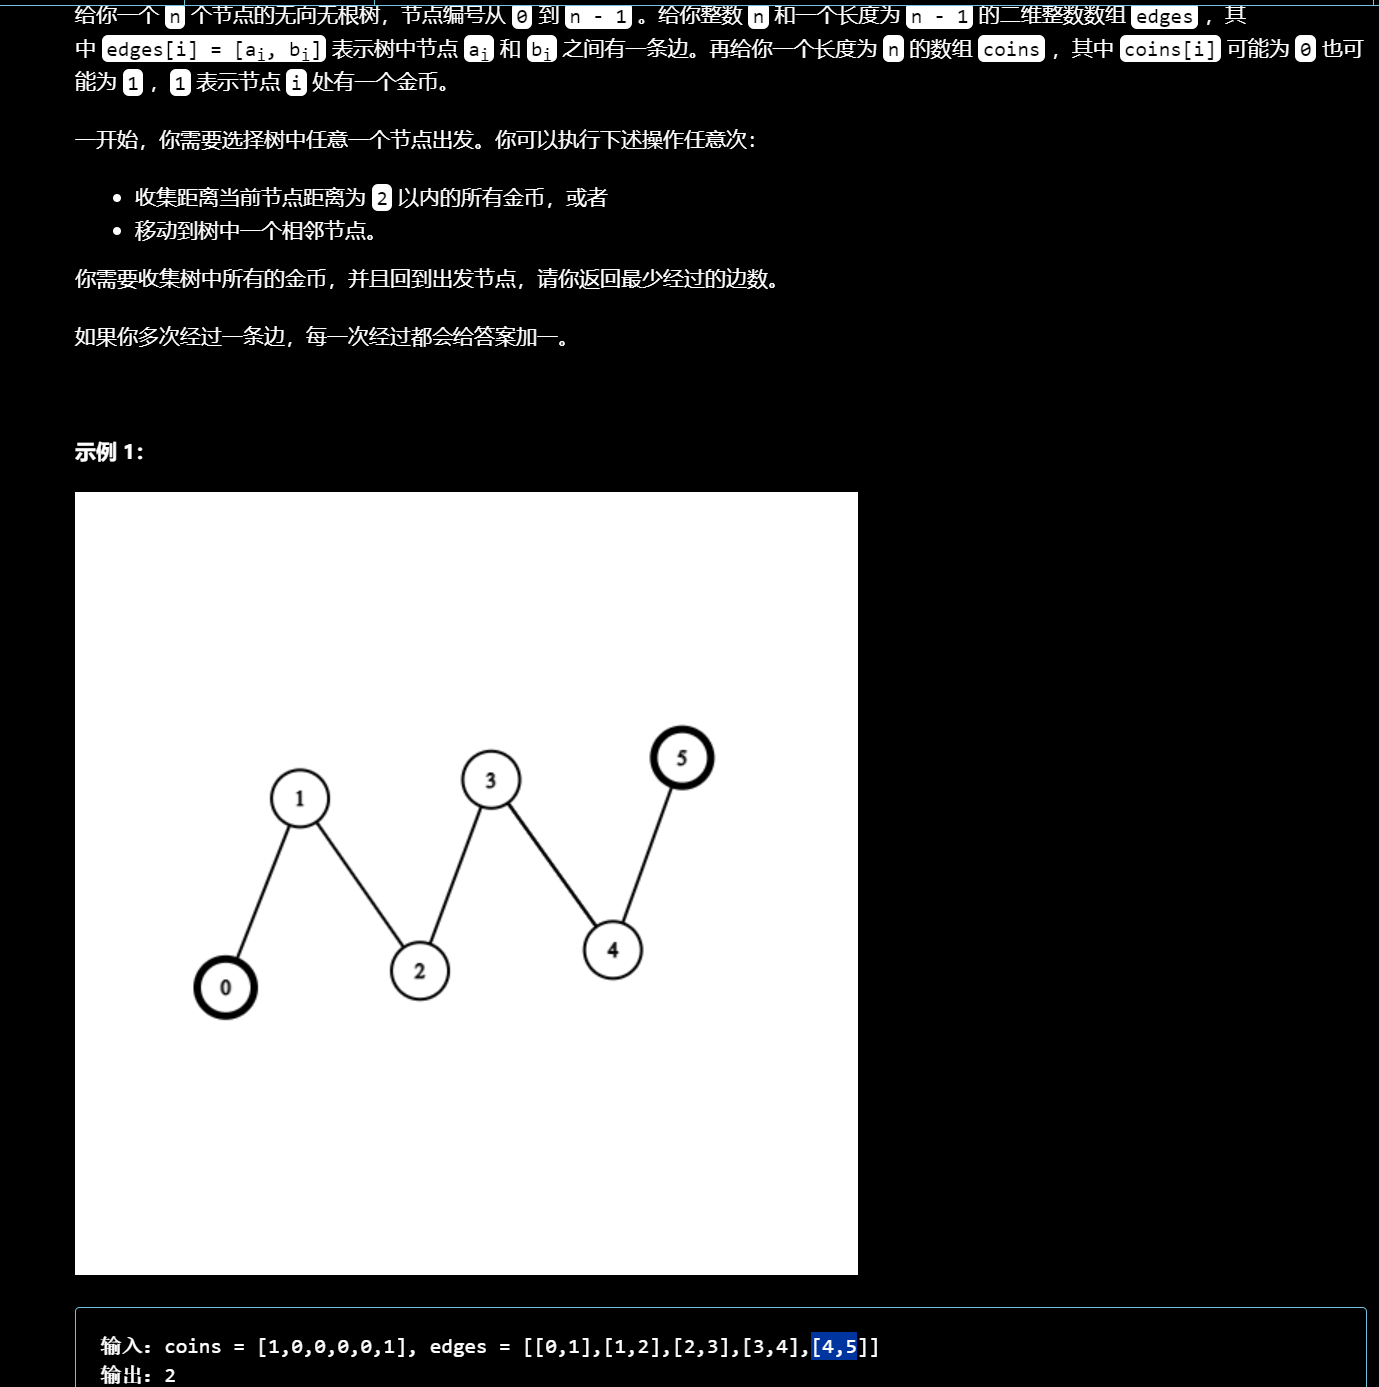 给你一个 n 个节点的无向无根树，节点编号从 0 到 n - 1 。给你整数 n 和一个长度为 n - 1 的二维整数数组 edges ，其
中 edges[i] = [aᵢ, bᵢ] 表示树中节点 aᵢ 和 bᵢ 之间有一条边。再给你一个长度为 n 的数组 coins ，其中 coins[i] 可能为 0 也可
能为 1 ，1 表示节点 i 处有一个金币。
一开始，你需要选择树中任意一个节点出发。你可以执行下述操作任意次：
• 收集距离当前节点距离为 2 以内的所有金币，或者
• 移动到树中一个相邻节点。
你需要收集树中所有的金币，并且回到出发节点，请你返回最少经过的边数。
如果你多次经过一条边，每一次经过都会给答案加一。
示例 1：
5
3
1
4
2
0
输入：coins = [1,0,0,0,0,1], edges = [[0,1],[1,2],[2,3],[3,4],[4,5]]
输出：2